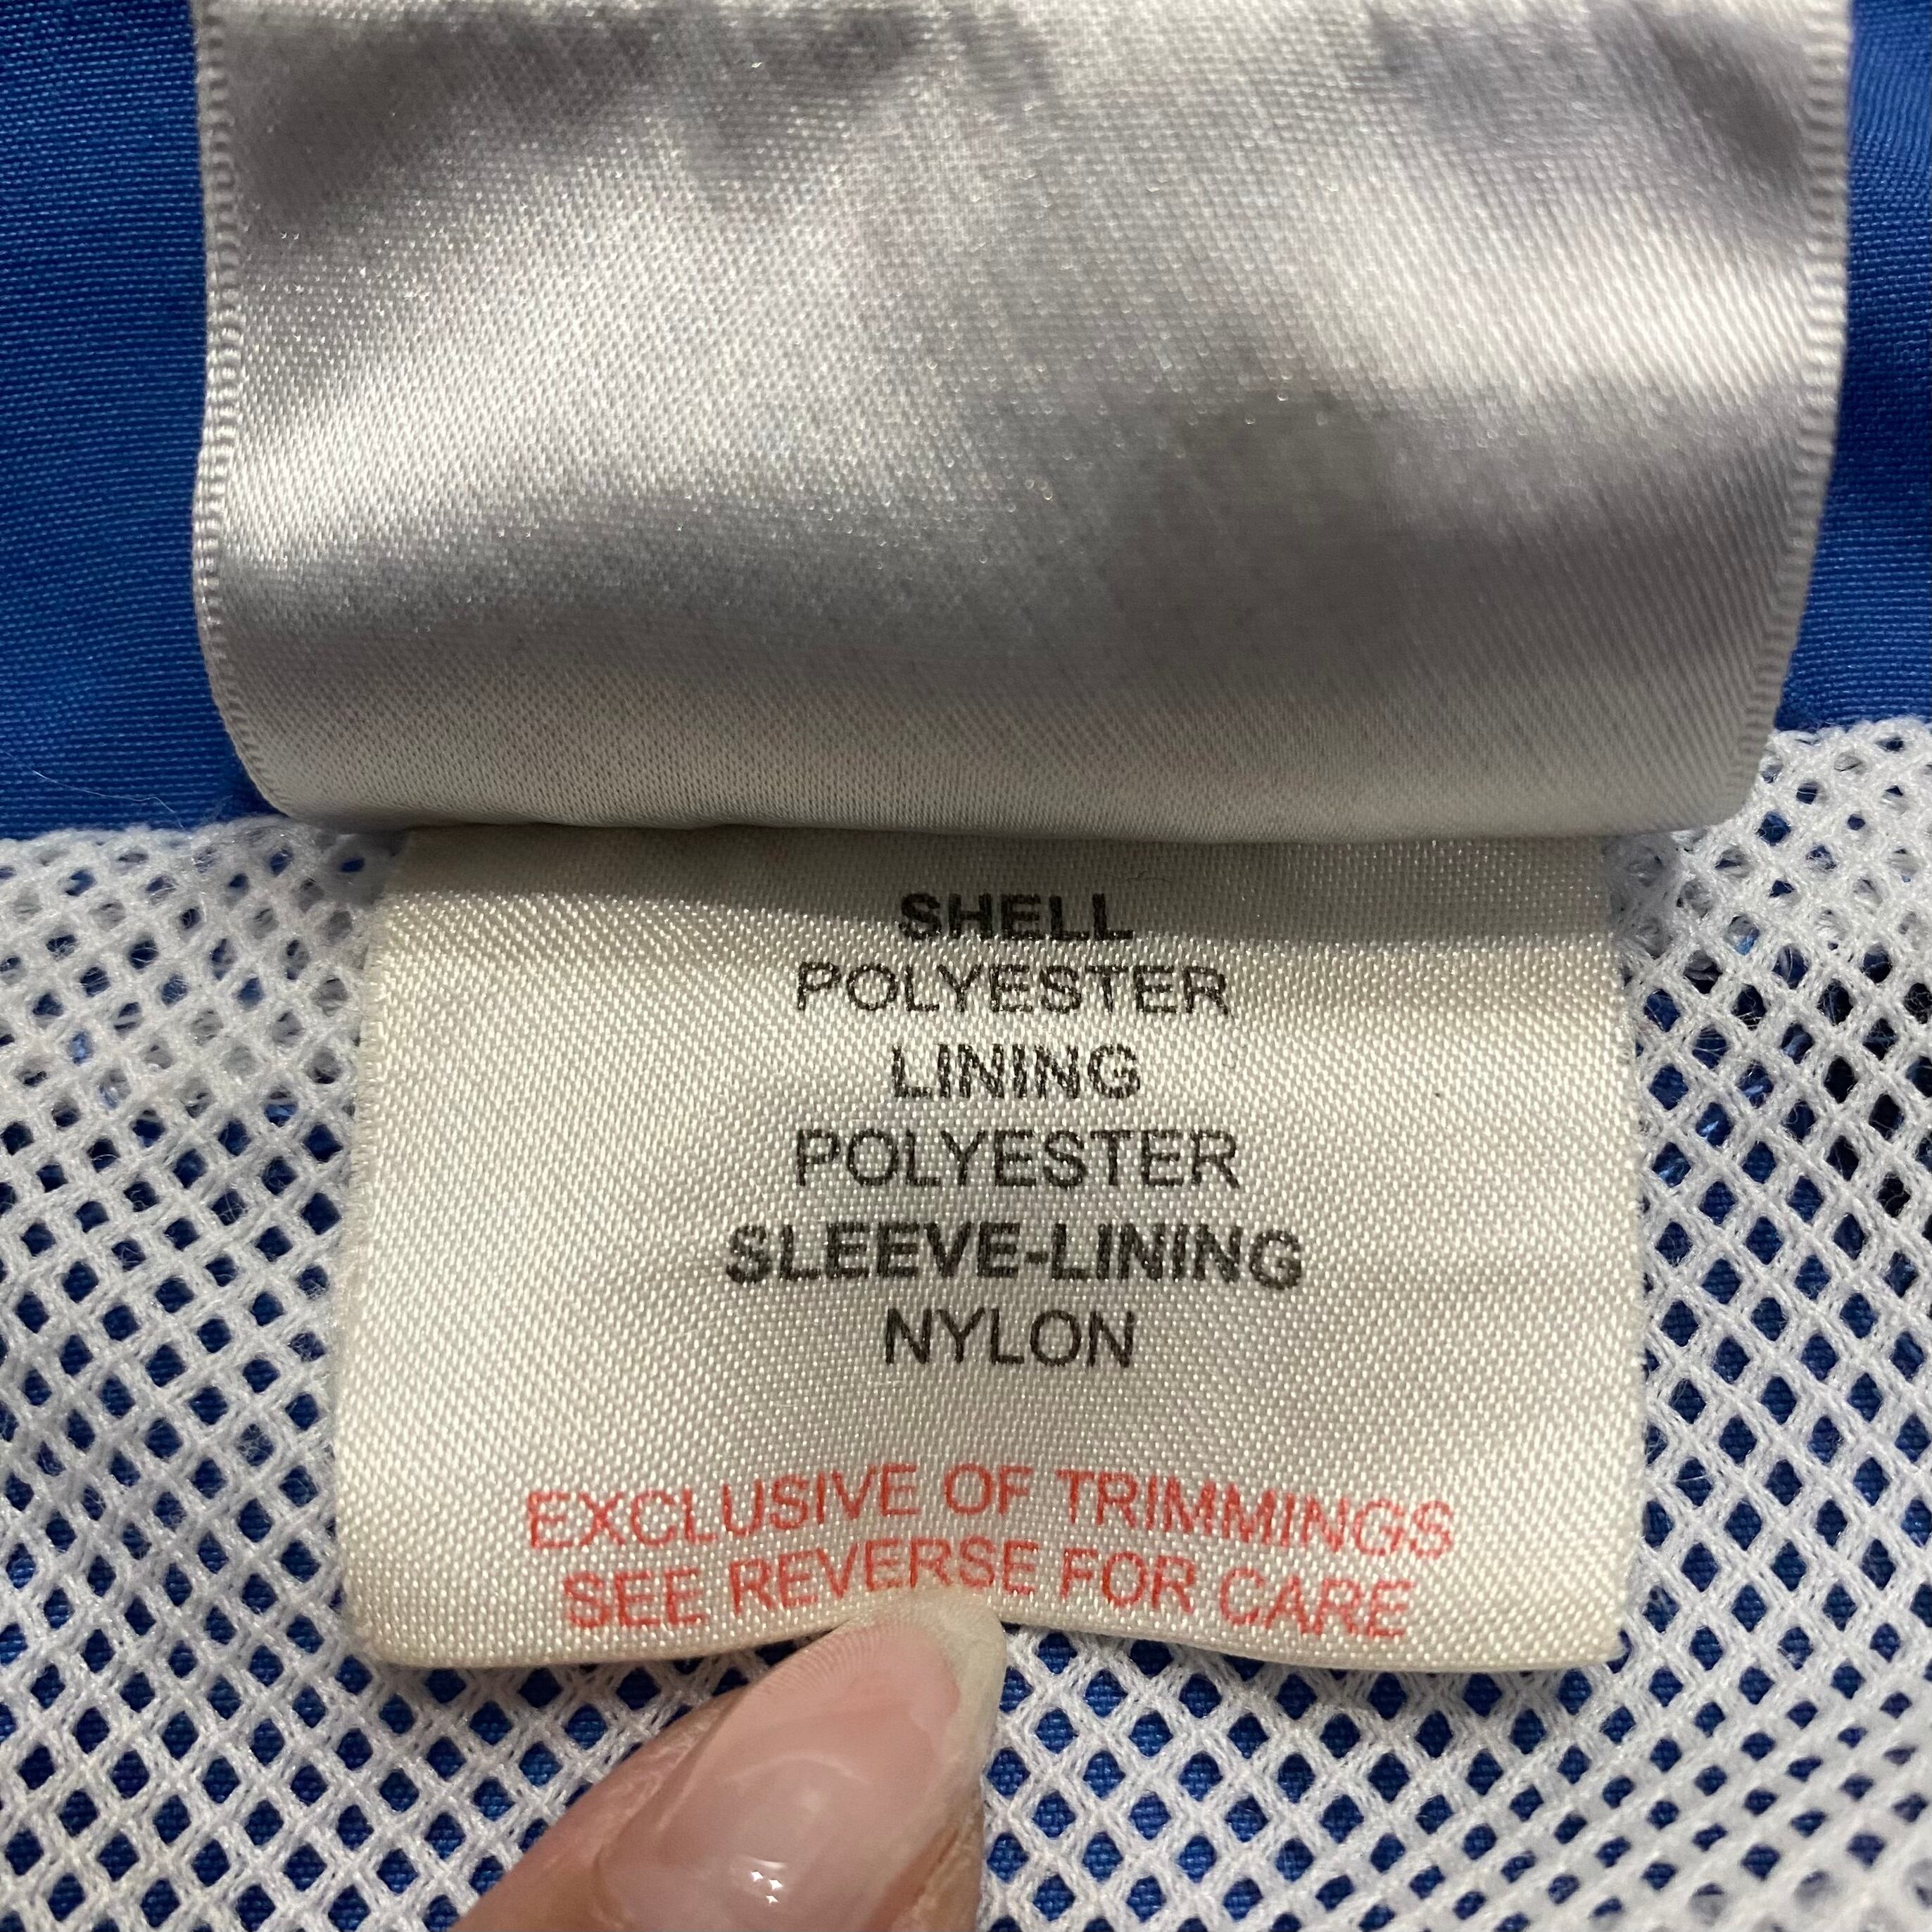 SHELL
POLYESTER
LINING
POLYESTER
SLEEVE-LINING
NYLON
EXCLUSIVE OF TRIMMINGS
SEE REVERSE FOR CARE